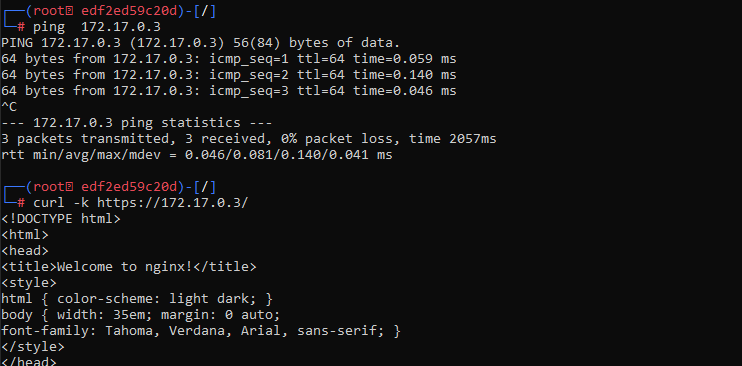 ┌──(root㉿ edf2ed59c20d)-[/]
└─# ping  172.17.0.3
PING 172.17.0.3 (172.17.0.3) 56(84) bytes of data.
64 bytes from 172.17.0.3: icmp_seq=1 ttl=64 time=0.059 ms
64 bytes from 172.17.0.3: icmp_seq=2 ttl=64 time=0.140 ms
64 bytes from 172.17.0.3: icmp_seq=3 ttl=64 time=0.046 ms
^C
--- 172.17.0.3 ping statistics ---
3 packets transmitted, 3 received, 0% packet loss, time 2057ms
rtt min/avg/max/mdev = 0.046/0.081/0.140/0.041 ms
┌──(root㉿ edf2ed59c20d)-[/]
└─# curl -k https://172.17.0.3/
<!DOCTYPE html>
<html>
<head>
<title>Welcome to nginx!</title>
<style>
html { color-scheme: light dark; }
body { width: 35em; margin: 0 auto;
font-family: Tahoma, Verdana, Arial, sans-serif; }
</style>
</head>